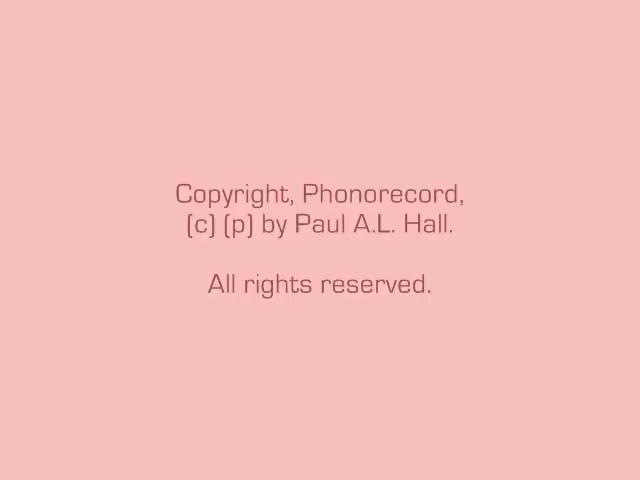 Copyright, Phonorecord,
(c) (p) by Paul A.L. Hall.
All rights reserved.